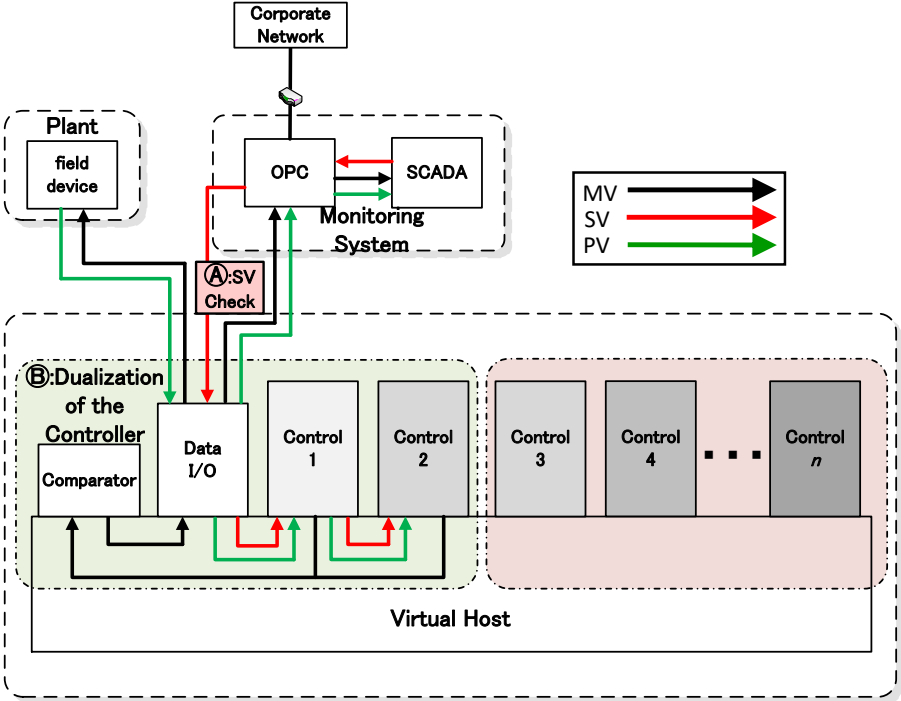 Corporate
Network
Plant
field
device
OPC
SCADA
Monitoring
System
MV
SV
PV
Ⓐ:SV
Check
Ⓑ:Dualization
of the
Controller
Comparator
Data
I/O
Control
1
Control
2
Control
3
Control
4
Control
n
Virtual Host